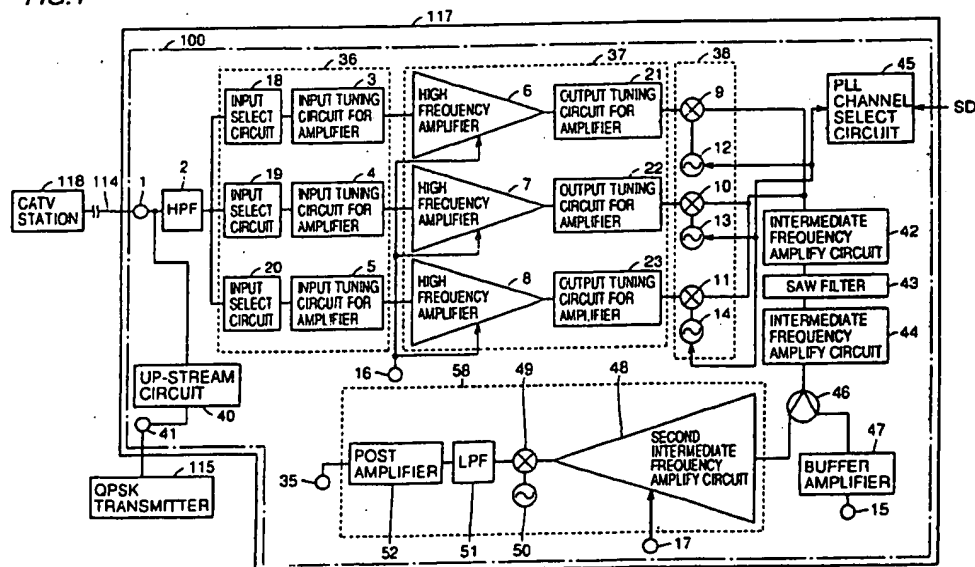 117
100
36
37
38
45
18
3
6
21
9
INPUT
SELECT
CIRCUIT
INPUT TUNING
CIRCUIT FOR
AMPLIFIER
HIGH
FREQUENCY
AMPLIFIER
OUTPUT TUNING
CIRCUIT FOR
AMPLIFIER
PLL
CHANNEL
SELECT
CIRCUIT
SD
12
118
114
1
2
19
4
7
22
10
CATV
STATION
HPF
INPUT
SELECT
CIRCUIT
INPUT TUNING
CIRCUIT FOR
AMPLIFIER
HIGH
FREQUENCY
AMPLIFIER
OUTPUT TUNING
CIRCUIT FOR
AMPLIFIER
13
INTERMEDIATE
FREQUENCY
AMPLIFY CIRCUIT
42
20
5
8
23
11
INPUT
SELECT
CIRCUIT
INPUT TUNING
CIRCUIT FOR
AMPLIFIER
HIGH
FREQUENCY
AMPLIFIER
OUTPUT TUNING
CIRCUIT FOR
AMPLIFIER
14
SAW FILTER
43
INTERMEDIATE
FREQUENCY
AMPLIFY CIRCUIT
44
16
58
49
48
46
UP-STREAM
CIRCUIT
40
41
47
115
QPSK
TRANSMITTER
35
POST
AMPLIFIER
LPF
SECOND
INTERMEDIATE
FREQUENCY
AMPLIFY CIRCUIT
BUFFER
AMPLIFIER
15
52
51
50
17